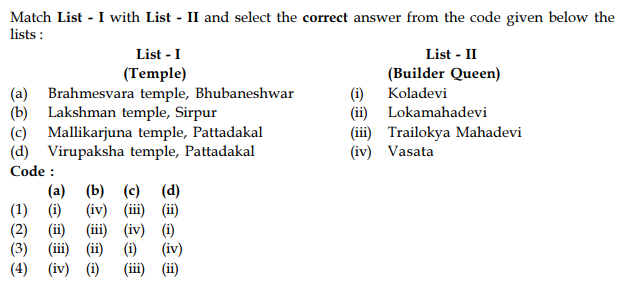 Match List - I with List - II and select the correct answer from the code given below the
lists :
List - I List - II
(Temple) (Builder Queen)
(a) Brahmesvara temple, Bhubaneshwar (i) Koladevi
(b) Lakshman temple, Sirpur (ii) Lokamahadevi
(c) Mallikarjuna temple, Pattadakal (iii) Trailokya Mahadevi
(d) Virupaksha temple, Pattadakal (iv) Vasata
Code :
(a) (b) (c) (d)
(1) (i) (iv) (iii) (ii)
(2) (ii) (iii) (iv) (i)
(3) (iii) (ii) (i) (iv)
(4) (iv) (i) (iii) (ii)